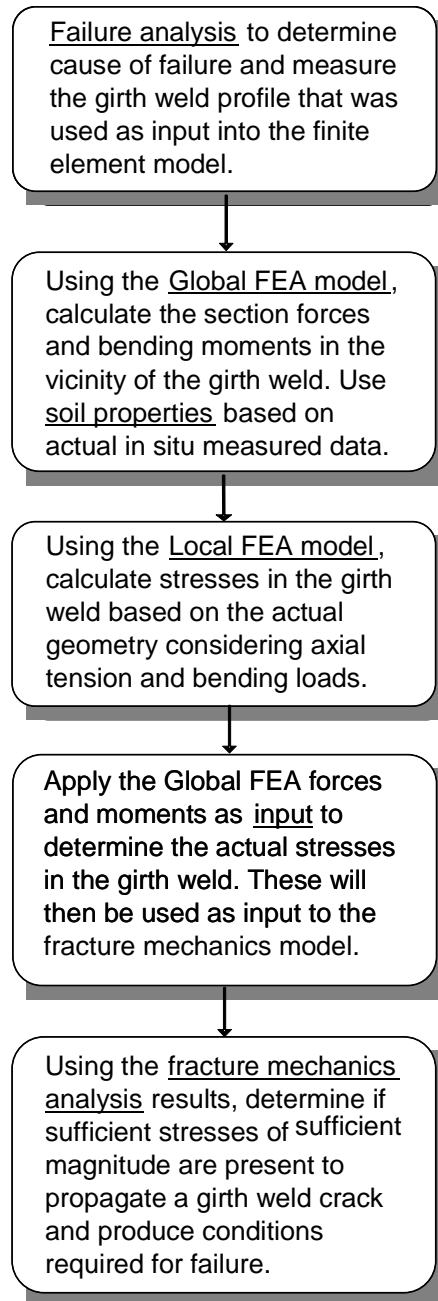 Failure analysis to determine
cause of failure and measure
the girth weld profile that was
used as input into the finite
element model.
Using the Global FEA model,
calculate the section forces
and bending moments in the
vicinity of the girth weld. Use
soil properties based on
actual in situ measured data.
Using the Local FEA model,
calculate stresses in the girth
weld based on the actual
geometry considering axial
tension and bending loads.
Apply the Global FEA forces
and moments as input to
determine the actual stresses
in the girth weld. These will
then be used as input to the
fracture mechanics model.
Using the fracture mechanics
analysis results, determine if
sufficient stresses of sufficient
magnitude are present to
propagate a girth weld crack
and produce conditions
required for failure.